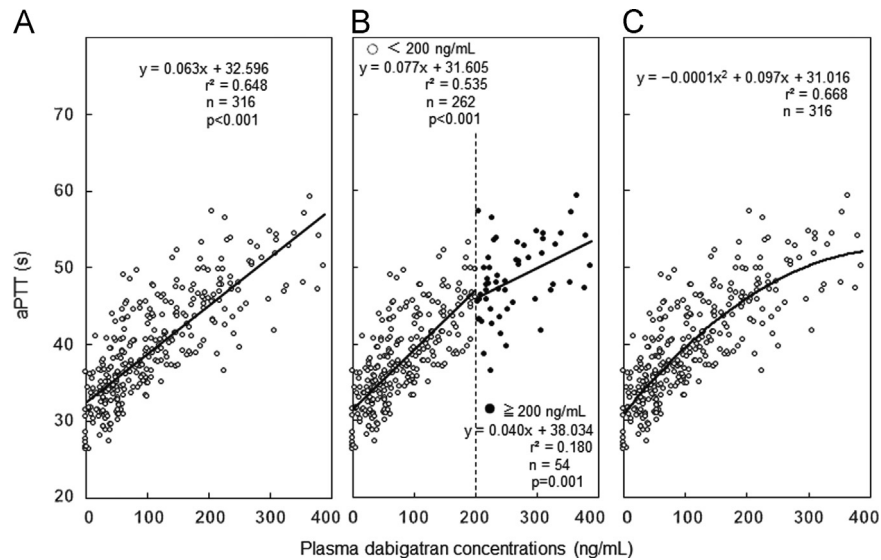 A
B
C
y = 0.063x + 32.596
r² = 0.648
n = 316
p<0.001
○ < 200 ng/mL
y = 0.077x + 31.605
r² = 0.535
n = 262
p<0.001
y = −0.0001x² + 0.097x + 31.016
r² = 0.668
n = 316
● ≧ 200 ng/mL
y = 0.040x + 38.034
r² = 0.180
n = 54
p=0.001
aPTT (s)
70
60
50
40
30
20
0 100 200 300 400
0 100 200 300 400
0 100 200 300 400
Plasma dabigatran concentrations (ng/mL)